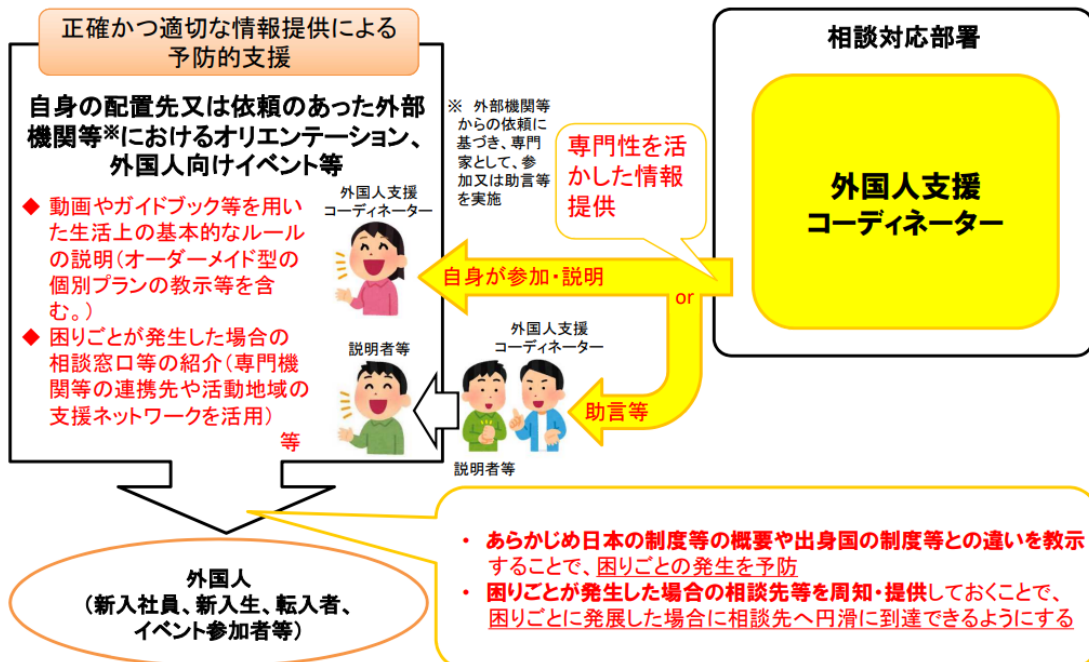 正確かつ適切な情報提供による
予防的支援
自身の配置先又は依頼のあった外部
機関等※におけるオリエンテーション、
外国人向けイベント等
◆ 動画やガイドブック等を用い
た生活上の基本的なルール
の説明(オーダーメイド型の
個別プランの教示等を含
む。)
◆ 困りごとが発生した場合の
相談窓口等の紹介(専門機
関等の連携先や活動地域の
支援ネットワークを活用)
等
外国人支援
コーディネーター
説明者等
※ 外部機関等
からの依頼に
基づき、専門
家として、参
加又は助言等
を実施
専門性を活
かした情報
提供
自身が参加・説明
or
外国人支援
コーディネーター
助言等
説明者等
相談対応部署
外国人支援
コーディネーター
外国人
(新入社員、新入生、転入者、
イベント参加者等)
・ あらかじめ日本の制度等の概要や出身国の制度等との違いを教示
することで、困りごとの発生を予防
・ 困りごとが発生した場合の相談先等を周知・提供しておくことで、
困りごとに発展した場合に相談先へ円滑に到達できるようにする